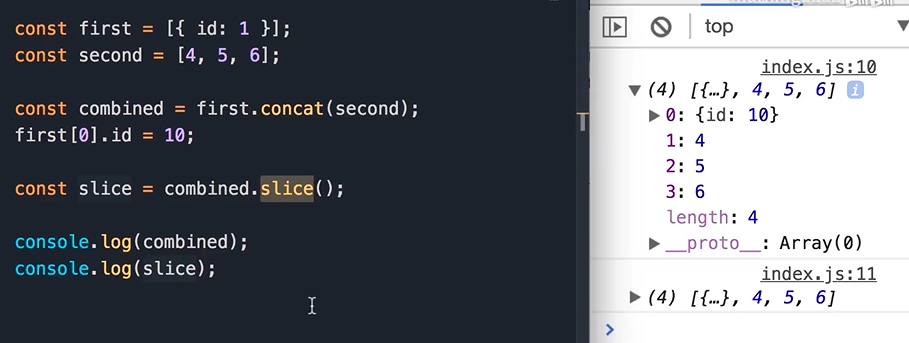 const first = [{ id: 1 }];
const second = [4, 5, 6];
const combined = first.concat(second);
first[0].id = 10;
const slice = combined.slice();
console.log(combined);
console.log(slice);
top
index.js:10
▼ (4) [{…}, 4, 5, 6] i
▶ 0: {id: 10}
1: 4
2: 5
3: 6
length: 4
▶ __proto__: Array(0)
index.js:11
▶ (4) [{…}, 4, 5, 6]
>